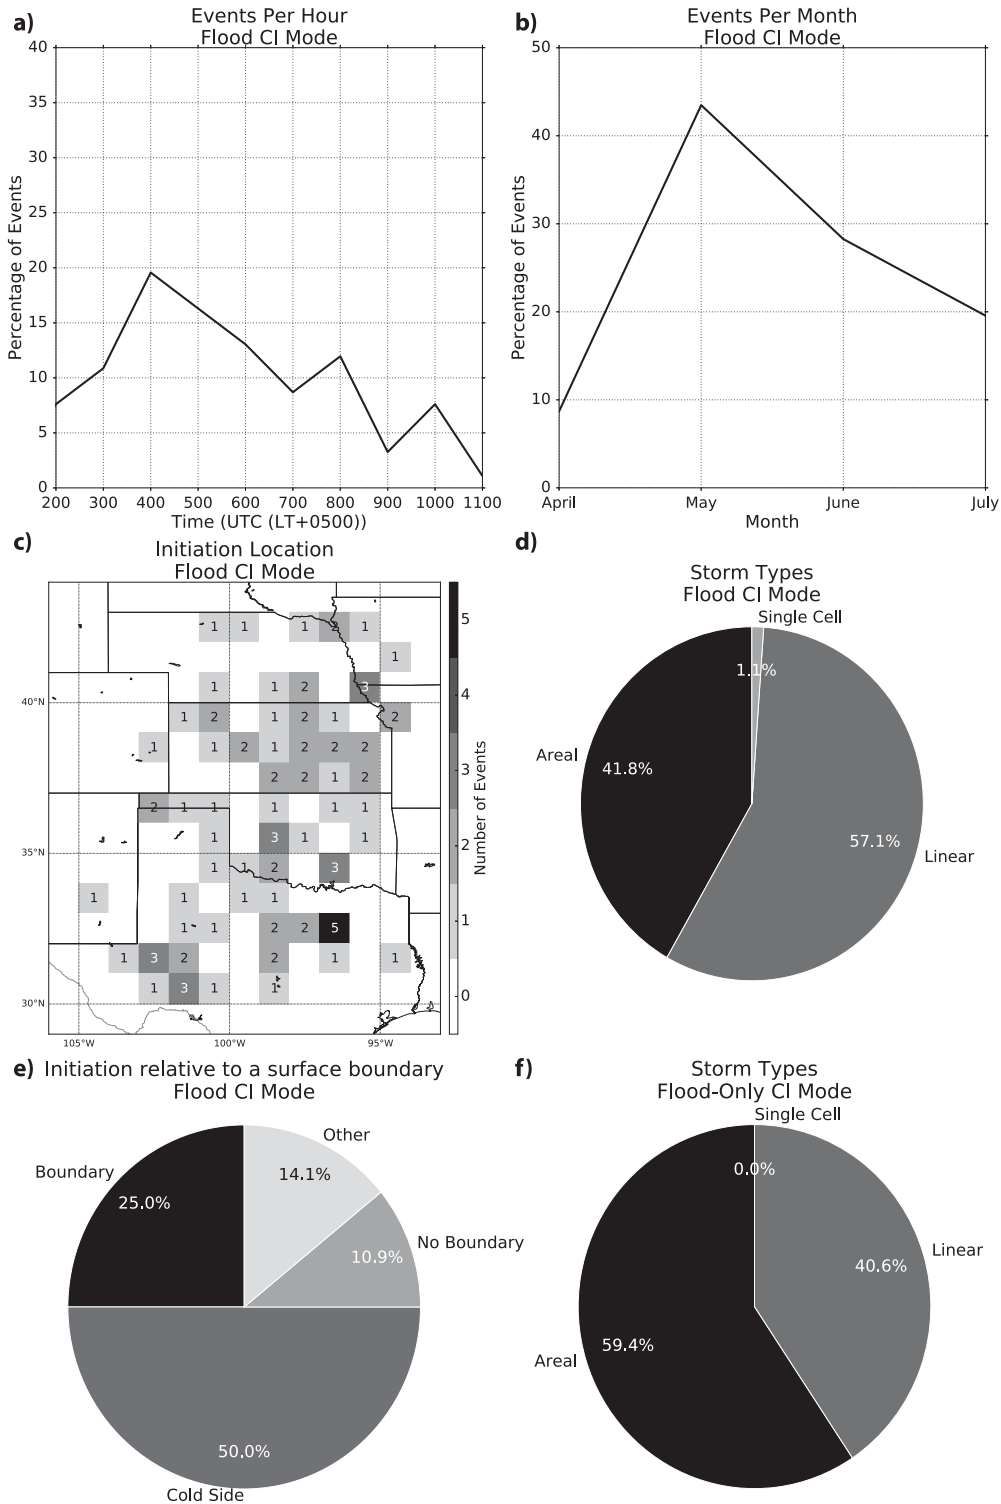 a)
Events Per Hour
Flood CI Mode
40
35
30
25
20
15
10
5
0
Percentage of Events
200 300 400 500 600 700 800 900 1000 1100
Time (UTC (LT+0500))
b)
Events Per Month
Flood CI Mode
50
40
30
20
10
0
Percentage of Events
April May June July
Month
c)
Initiation Location
Flood CI Mode
1 1 1 2 1
1
1 1 2 3
40°N
1 2 1 2 1 2
1 1 2 1 2 2 2
2 2 1 2
2 1 1 1 1 1
1 3 1 1
35°N
1 1 2 3
1 1 1 1
1 1 2 2 5
1 3 2 2 1 1
1 3 1 1
30°N
105°W 100°W 95°W
5
4
3
2
1
0
Number of Events
d)
Storm Types
Flood CI Mode
Single Cell
1.1%
Areal
41.8%
57.1%
Linear
e) Initiation relative to a surface boundary
Flood CI Mode
Other
14.1%
Boundary
25.0%
No Boundary
10.9%
50.0%
Cold Side
f)
Storm Types
Flood-Only CI Mode
Single Cell
0.0%
Linear
40.6%
59.4%
Areal